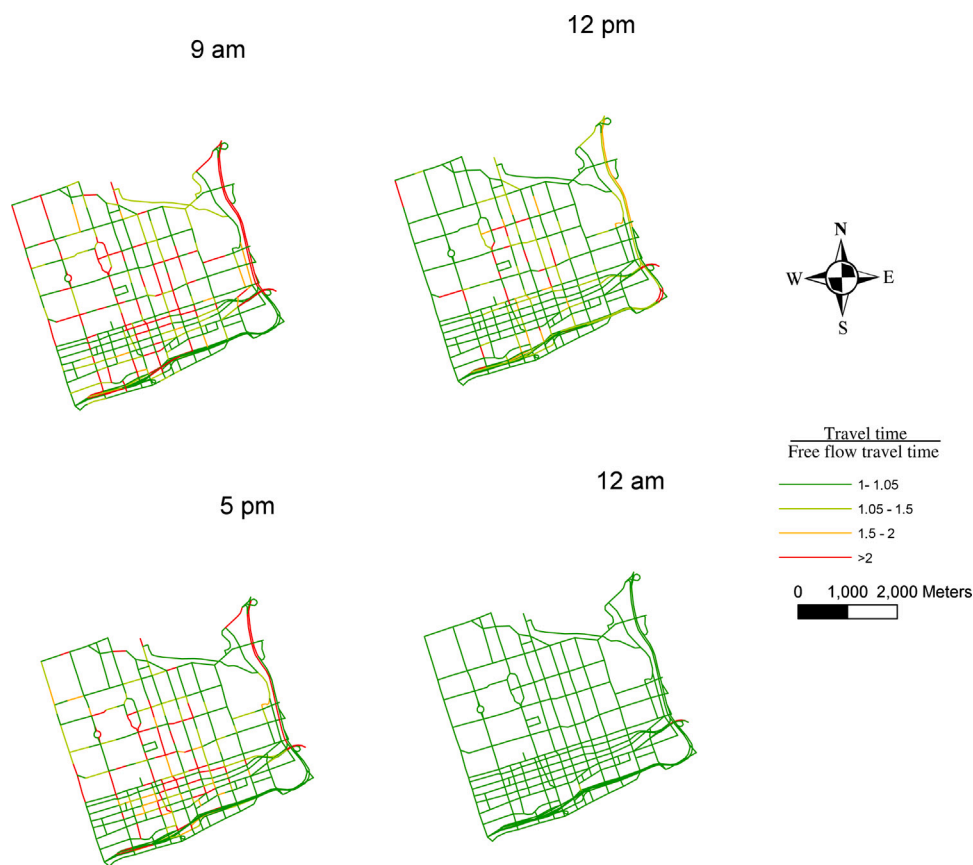 9 am
12 pm
N
W
E
S
Travel time
Free flow travel time
1- 1.05
1.05 - 1.5
1.5 - 2
>2
0 1,000 2,000 Meters
5 pm
12 am